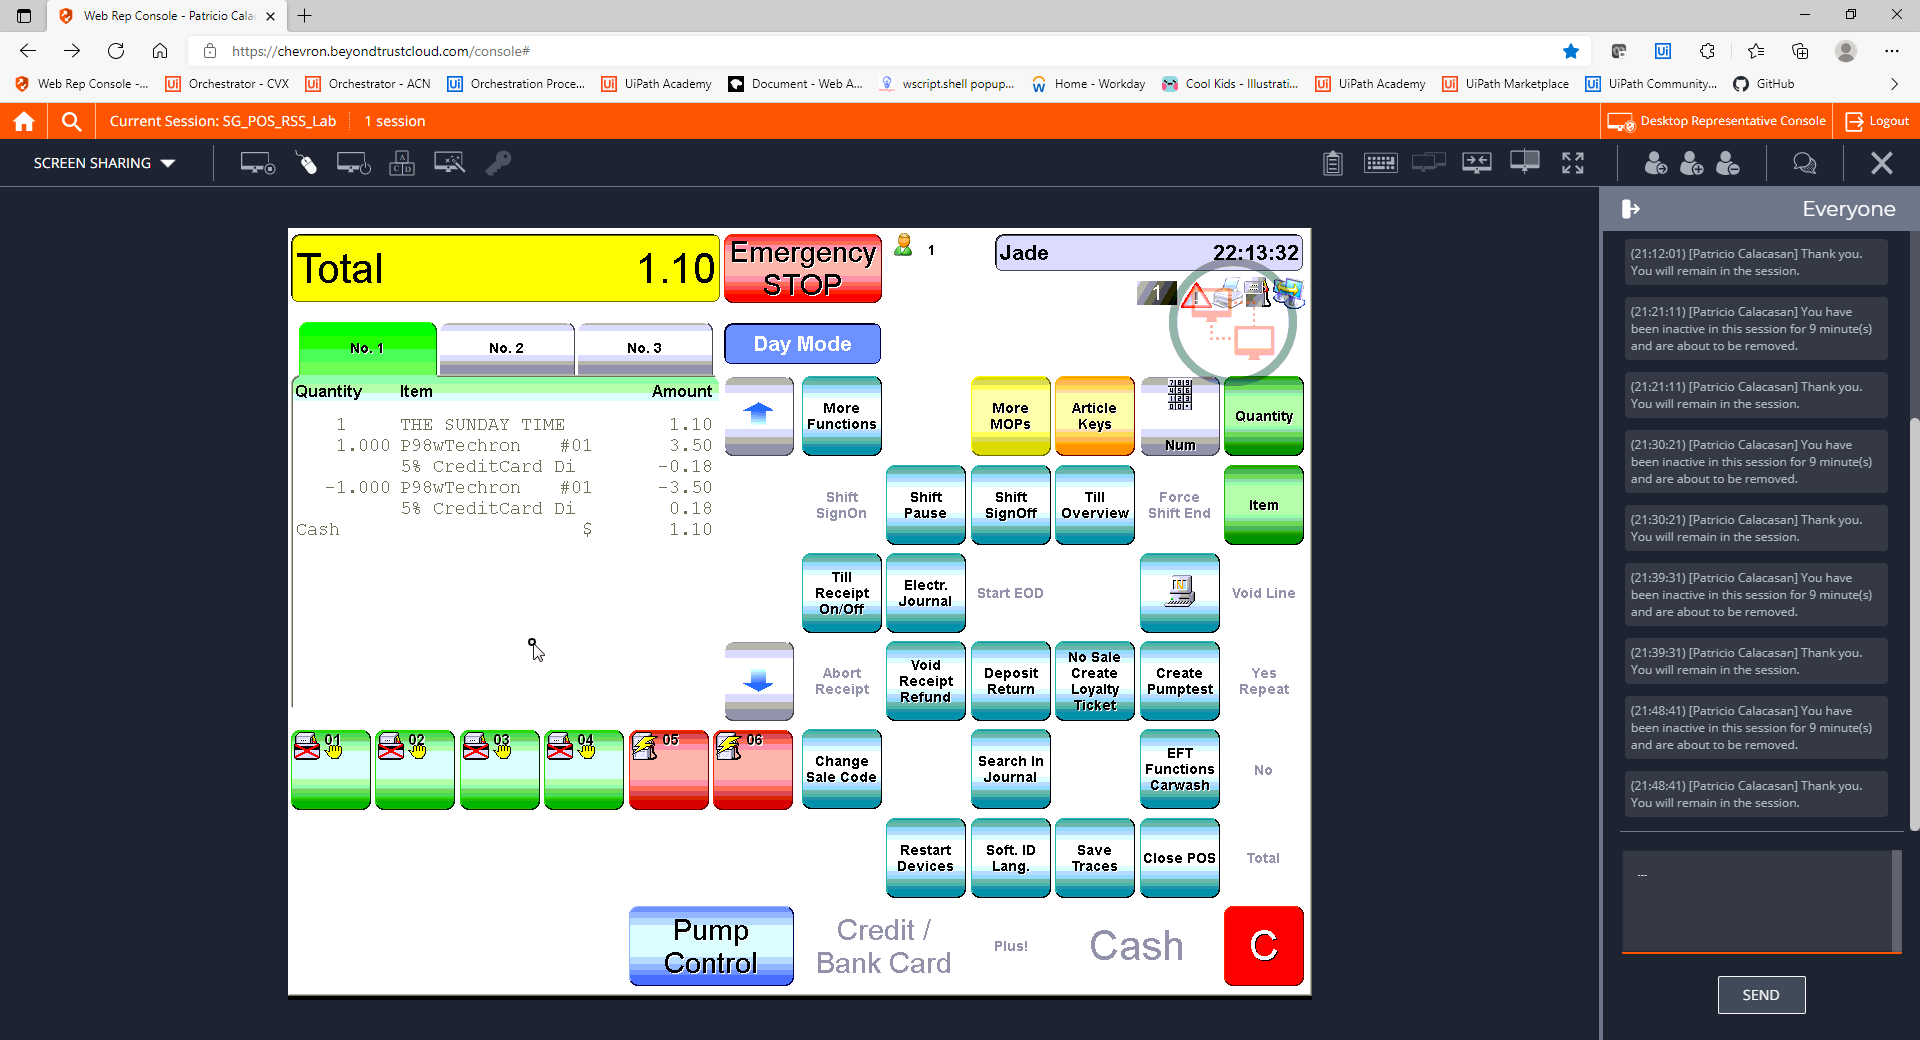 Web Rep Console - Patricio Cala
https://chevron.beyondtrustcloud.com/console#
Web Rep Console -...
Orchestrator - CVX
Orchestrator - ACN
Orchestration Proce...
UiPath Academy
Document - Web A...
wscript.shell popup...
Home - Workday
Cool Kids - Illustrati...
UiPath Academy
UiPath Marketplace
UiPath Community...
GitHub
Current Session: SG_POS_RSS_Lab
1 session
Desktop Representative Console
Logout
SCREEN SHARING
Everyone
Total 1.10
Emergency
STOP
1
Jade 22:13:32
1
No. 1
No. 2
No. 3
Day Mode
Quantity Item Amount
1 THE SUNDAY TIME 1.10
1.000 P98wTechron #01 3.50
5% CreditCard Di -0.18
-1.000 P98wTechron #01 -3.50
5% CreditCard Di 0.18
Cash $ 1.10
More
Functions
More
MOPs
Article
Keys
Num
Quantity
Shift
SignOn
Shift
Pause
Shift
SignOff
Till
Overview
Force
Shift End
Item
Till
Receipt
On/Off
Electr.
Journal
Start EOD
Void Line
Abort
Receipt
Void
Receipt
Refund
Deposit
Return
No Sale
Create
Loyalty
Ticket
Create
Pumptest
Yes
Repeat
01
02
03
04
05
06
Change
Sale Code
Search In
Journal
EFT
Functions
Carwash
No
Restart
Devices
Soft. ID
Lang.
Save
Traces
Close POS
Total
Pump
Control
Credit /
Bank Card
Plus!
Cash
C
(21:12:01) [Patricio Calacasan] Thank you.
You will remain in the session.
(21:21:11) [Patricio Calacasan] You have
been inactive in this session for 9 minute(s)
and are about to be removed.
(21:21:11) [Patricio Calacasan] Thank you.
You will remain in the session.
(21:30:21) [Patricio Calacasan] You have
been inactive in this session for 9 minute(s)
and are about to be removed.
(21:30:21) [Patricio Calacasan] Thank you.
You will remain in the session.
(21:39:31) [Patricio Calacasan] You have
been inactive in this session for 9 minute(s)
and are about to be removed.
(21:39:31) [Patricio Calacasan] Thank you.
You will remain in the session.
(21:48:41) [Patricio Calacasan] You have
been inactive in this session for 9 minute(s)
and are about to be removed.
(21:48:41) [Patricio Calacasan] Thank you.
You will remain in the session.
...
SEND